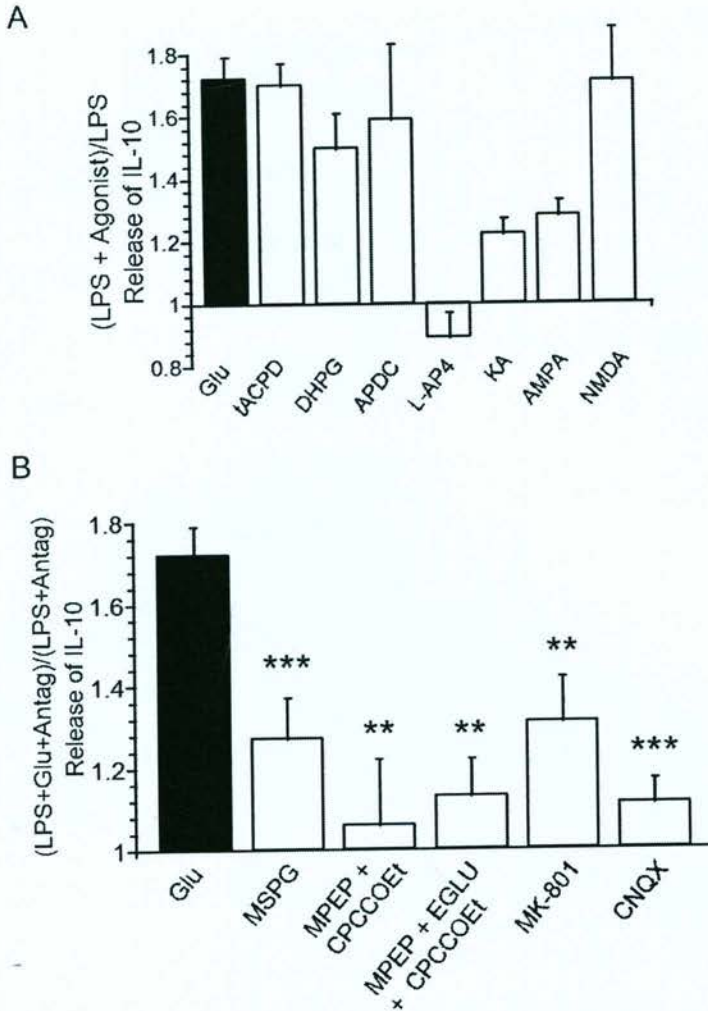 A
(LPS + Agonist)/LPS
Release of IL-10
1.8
1.6
1.4
1.2
1
0.8
Glu
tACPD
DHPG
APDC
L-AP4
KA
AMPA
NMDA
B
(LPS+Glu+Antag)/(LPS+Antag)
Release of IL-10
1.8
1.6
1.4
1.2
1
***
**
**
**
***
Glu
MSPG
MPEP +
CPCCOEt
MPEP + EGLU
+ CPCCOEt
MK-801
CNQX